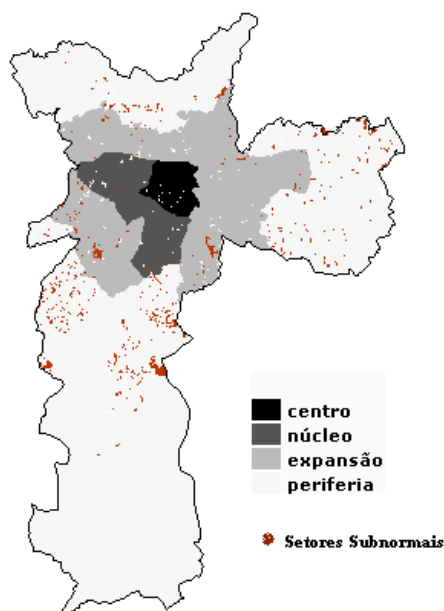 centro
núcleo
expansão
periferia
Setores Subnormais